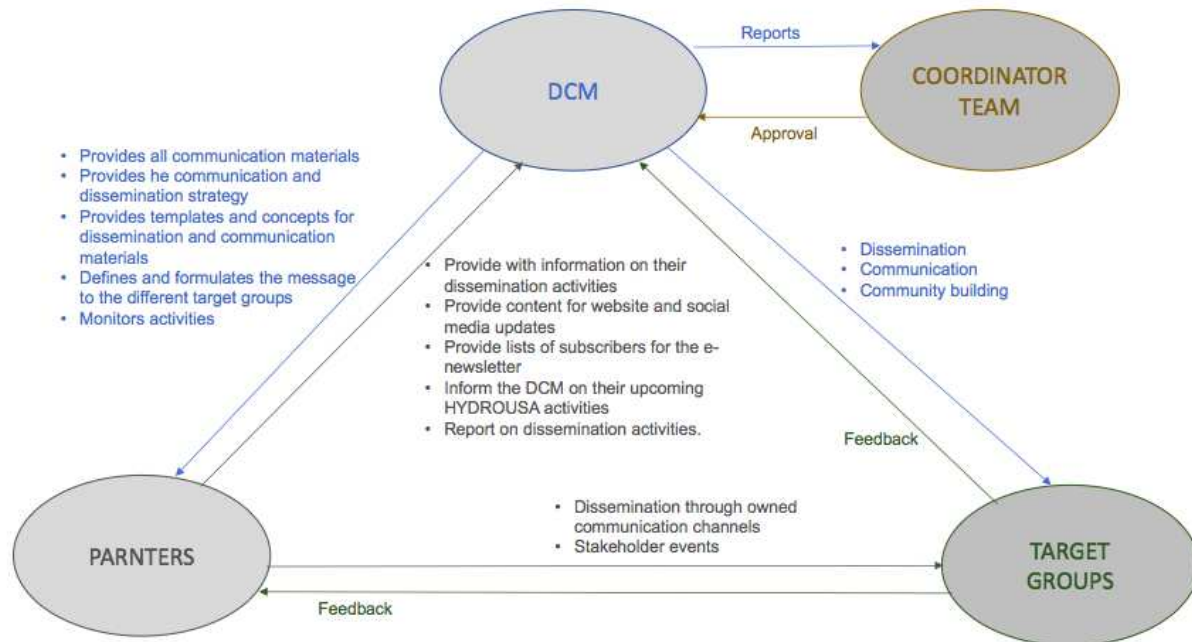 Reports
DCM
COORDINATOR
TEAM
Approval
• Provides all communication materials
• Provides he communication and
dissemination strategy
• Provides templates and concepts for
dissemination and communication
materials
• Defines and formulates the message
to the different target groups
• Monitors activities
• Provide with information on their
dissemination activities
• Provide content for website and social
media updates
• Provide lists of subscribers for the e-
newsletter
• Inform the DCM on their upcoming
HYDROUSA activities
• Report on dissemination activities.
• Dissemination
• Communication
• Community building
Feedback
• Dissemination through owned
communication channels
• Stakeholder events
PARNTERS
TARGET
GROUPS
Feedback